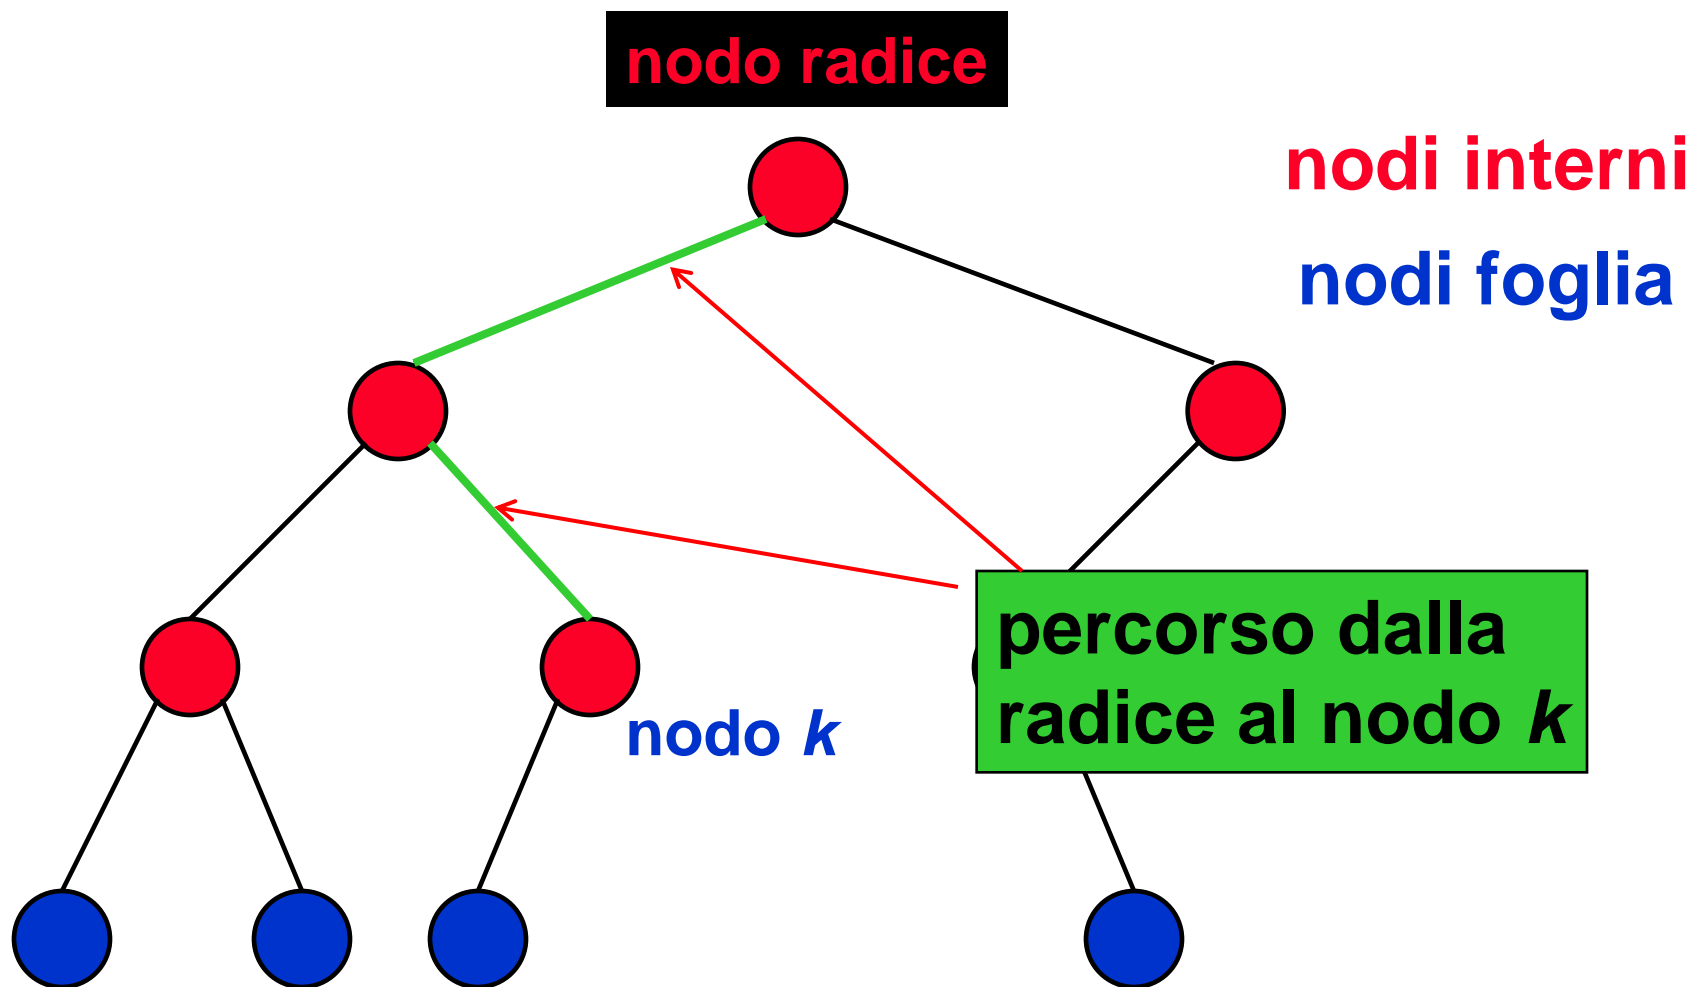 nodo radice
nodi interni
nodi foglia
percorso dalla
radice al nodo k
nodo k